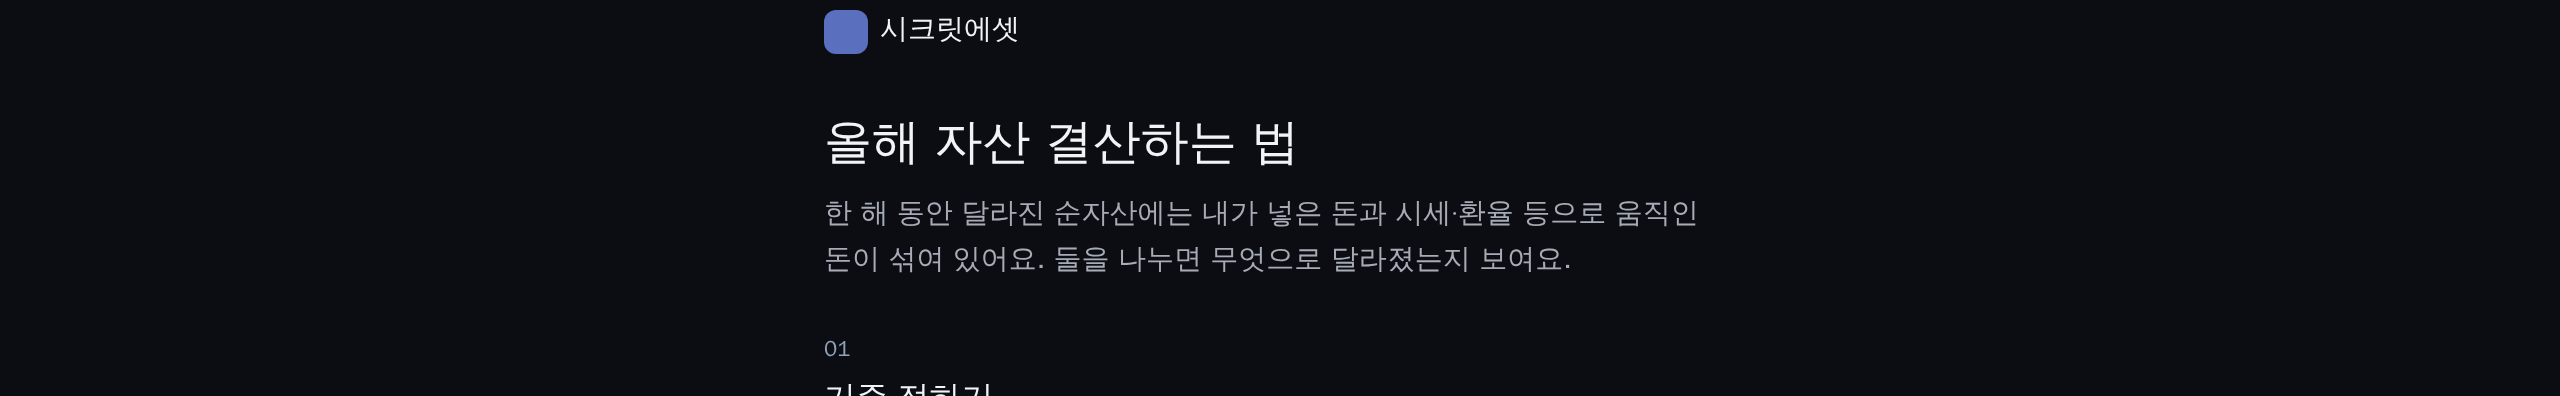 시크릿에셋
올해 자산 결산하는 법
한 해 동안 달라진 순자산에는 내가 넣은 돈과 시세·환율 등으로 움직인
돈이 섞여 있어요. 둘을 나누면 무엇으로 달라졌는지 보여요.
01